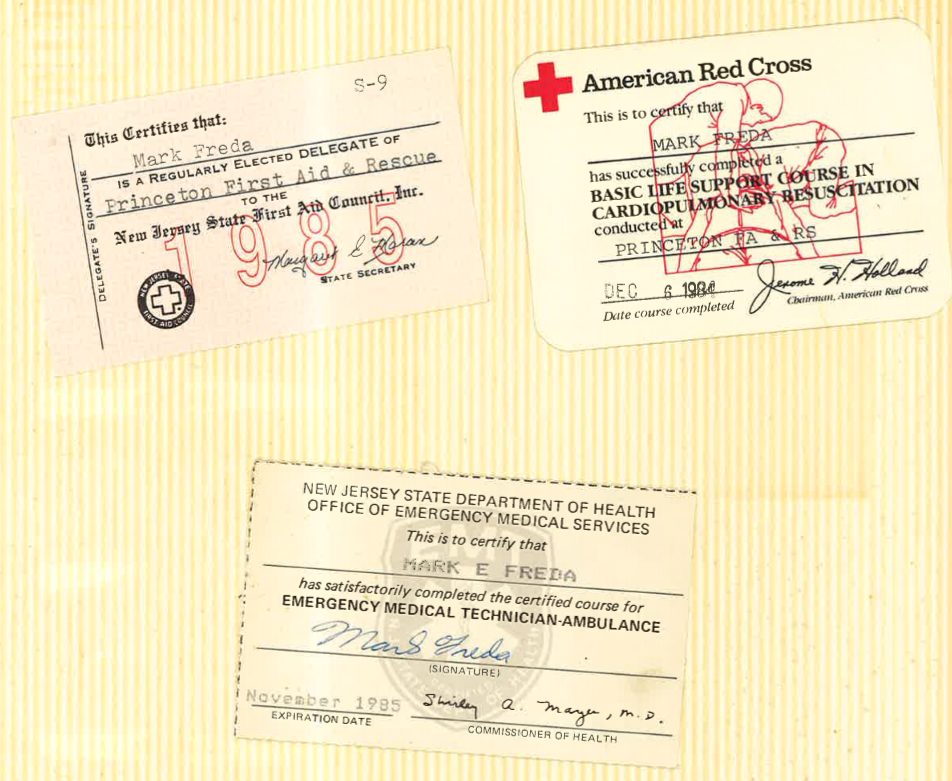 S-9
This Certifies that:
Mark Freda
IS A REGULARLY ELECTED DELEGATE OF
Princeton First Aid & Rescue
TO THE
New Jersey State First Aid Council, Inc.
1985
Margaret E.
STATE SECRETARY
DELEGATE'S SIGNATURE
NEW JERSEY STATE
FIRST AID COUNCIL
American Red Cross
This is to certify that
MARK FREDA
has successfully completed a
BASIC LIFE SUPPORT COURSE IN
CARDIOPULMONARY RESUSCITATION
conducted at
PRINCETON FA & RS
DEC 6 1984
Date course completed
Jerome H. Holland
Chairman, American Red Cross
NEW JERSEY STATE DEPARTMENT OF HEALTH
OFFICE OF EMERGENCY MEDICAL SERVICES
This is to certify that
MARK E FREDA
has satisfactorily completed the certified course for
EMERGENCY MEDICAL TECHNICIAN-AMBULANCE
Mark Freda
(SIGNATURE)
November 1985
EXPIRATION DATE
Shirley A. Mayer, M.D.
COMMISSIONER OF HEALTH